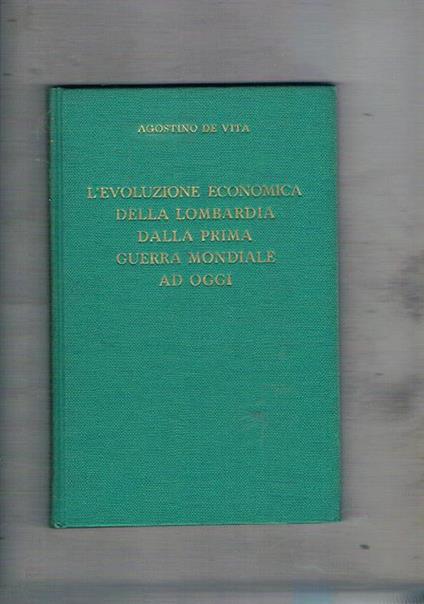 AGOSTINO DE VITA
L'EVOLUZIONE ECONOMICA
DELLA LOMBARDIA
DALLA PRIMA
GUERRA MONDIALE
AD OGGI